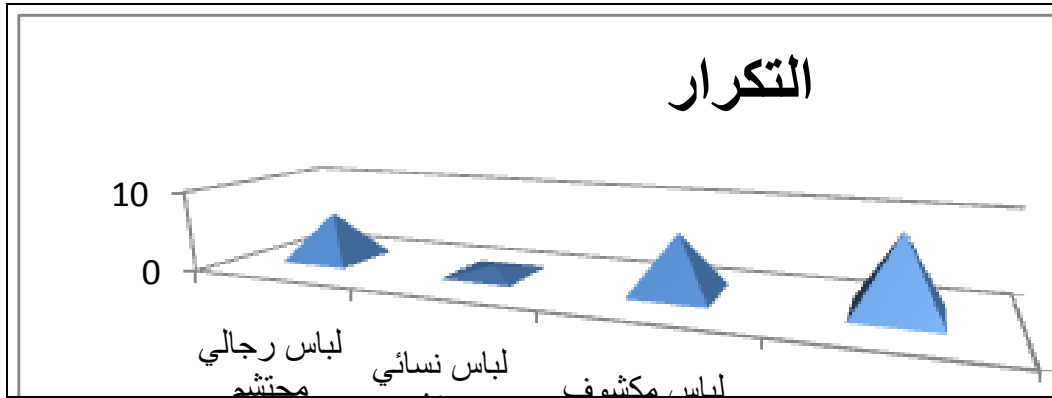 التكرار
10
0
لباس رجالي
محتشم
لباس نسائي
لباس مكشوف